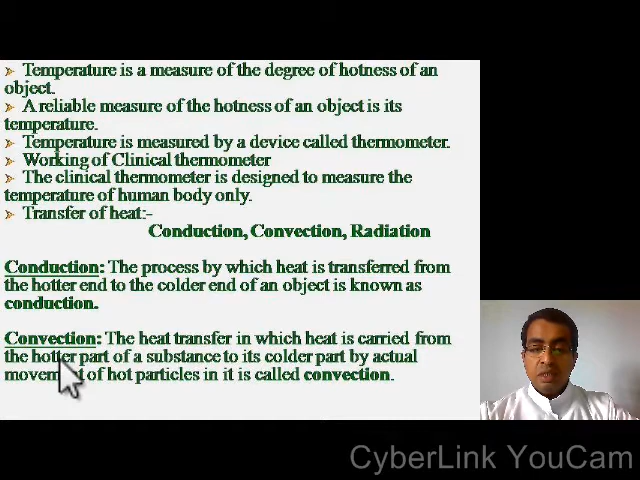 ➢ Temperature is a measure of the degree of hotness of an
object.
➢ A reliable measure of the hotness of an object is its
temperature.
➢ Temperature is measured by a device called thermometer.
➢ Working of Clinical thermometer
➢ The clinical thermometer is designed to measure the
temperature of human body only.
➢ Transfer of heat:-
Conduction, Convection, Radiation
Conduction: The process by which heat is transferred from
the hotter end to the colder end of an object is known as
conduction.
Convection: The heat transfer in which heat is carried from
the hotter part of a substance to its colder part by actual
movement of hot particles in it is called convection.
CyberLink YouCam